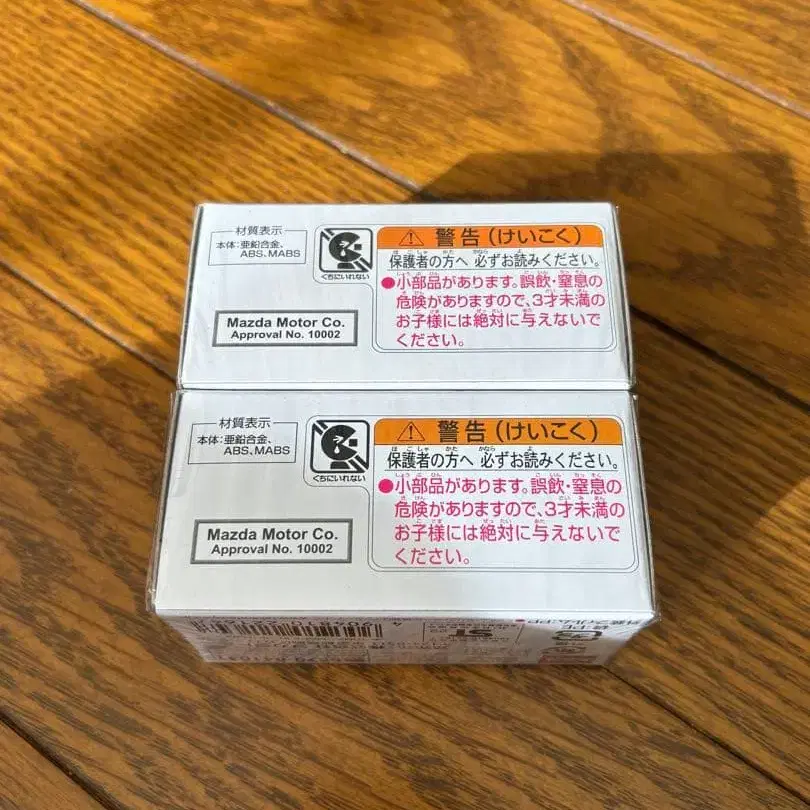 材質表示
本体:亜鉛合金、
ABS、MABS
くちにいれない
Mazda Motor Co.
Approval No. 10002
警告(けいこく)
保護者の方へ 必ずお読みください。
●小部品があります。誤飲・窒息の
危険がありますので、3才未満の
お子様には絶対に与えないで
ください。
材質表示
本体:亜鉛合金、
ABS、MABS
くちにいれない
Mazda Motor Co.
Approval No. 10002
警告(けいこく)
保護者の方へ 必ずお読みください。
●小部品があります。誤飲・窒息の
危険がありますので、3才未満の
お子様には絶対に与えないで
ください。
ST